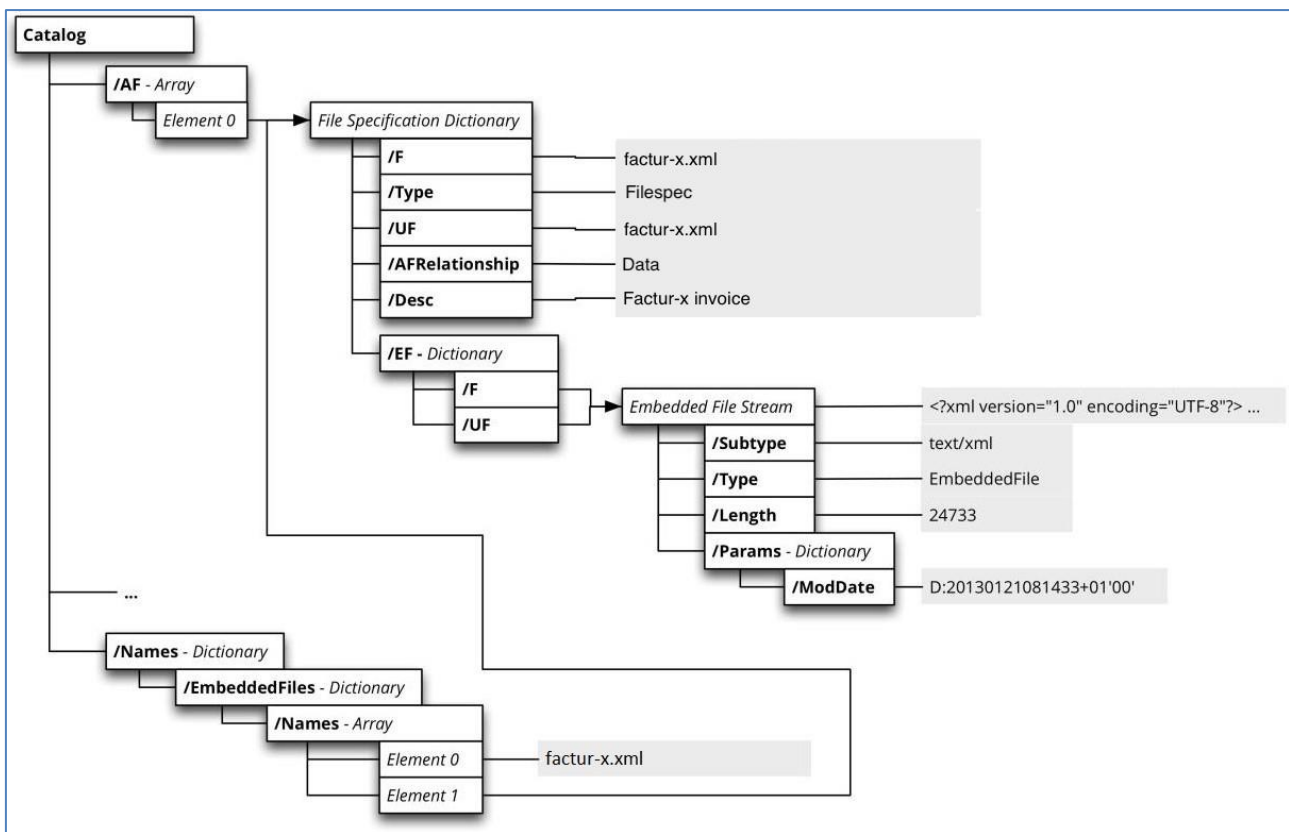 Catalog
/AF - Array
Element 0
File Specification Dictionary
/F
factur-x.xml
/Type
Filespec
/UF
factur-x.xml
/AFRelationship
Data
/Desc
Factur-x invoice
/EF - Dictionary
/F
/UF
Embedded File Stream
<?xml version="1.0" encoding="UTF-8"?> ...
/Subtype
text/xml
/Type
EmbeddedFile
/Length
24733
/Params - Dictionary
/ModDate
D:20130121081433+01'00'
...
/Names - Dictionary
/EmbeddedFiles - Dictionary
/Names - Array
Element 0
factur-x.xml
Element 1